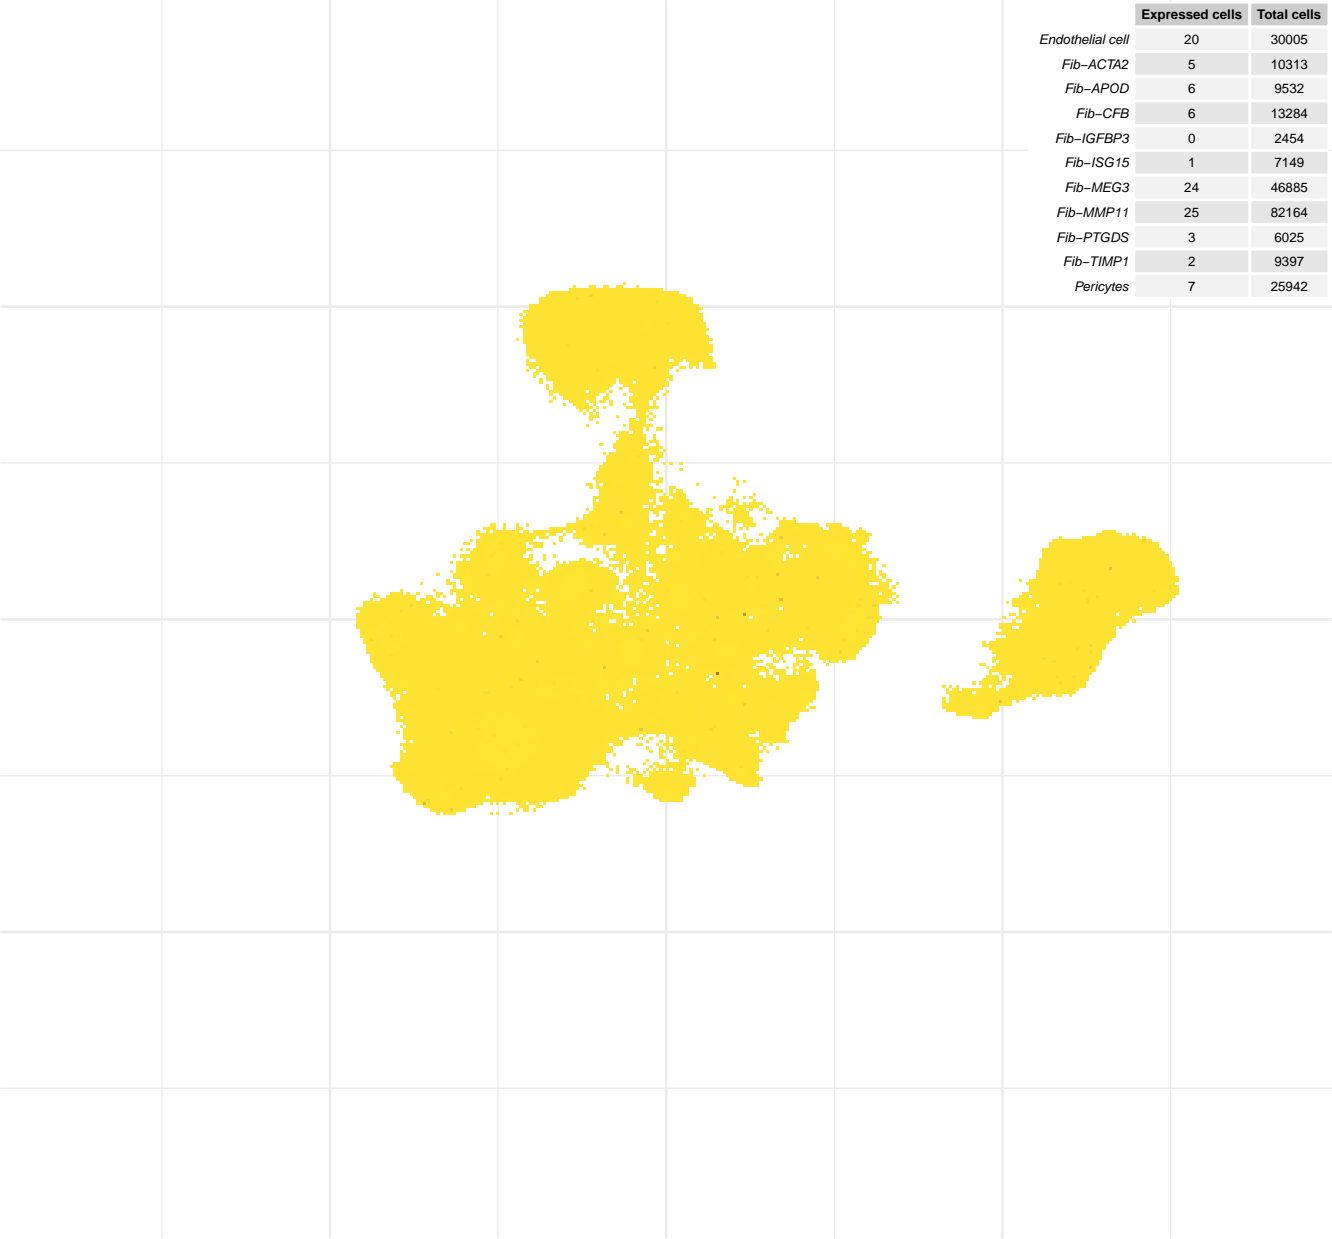 Expressed cells Total cells
Endothelial cell 20 30005
Fib−ACTA2 5 10313
Fib−APOD 6 9532
Fib−CFB 6 13284
Fib−IGFBP3 0 2454
Fib−ISG15 1 7149
Fib−MEG3 24 46885
Fib−MMP11 25 82164
Fib−PTGDS 3 6025
Fib−TIMP1 2 9397
Pericytes 7 25942